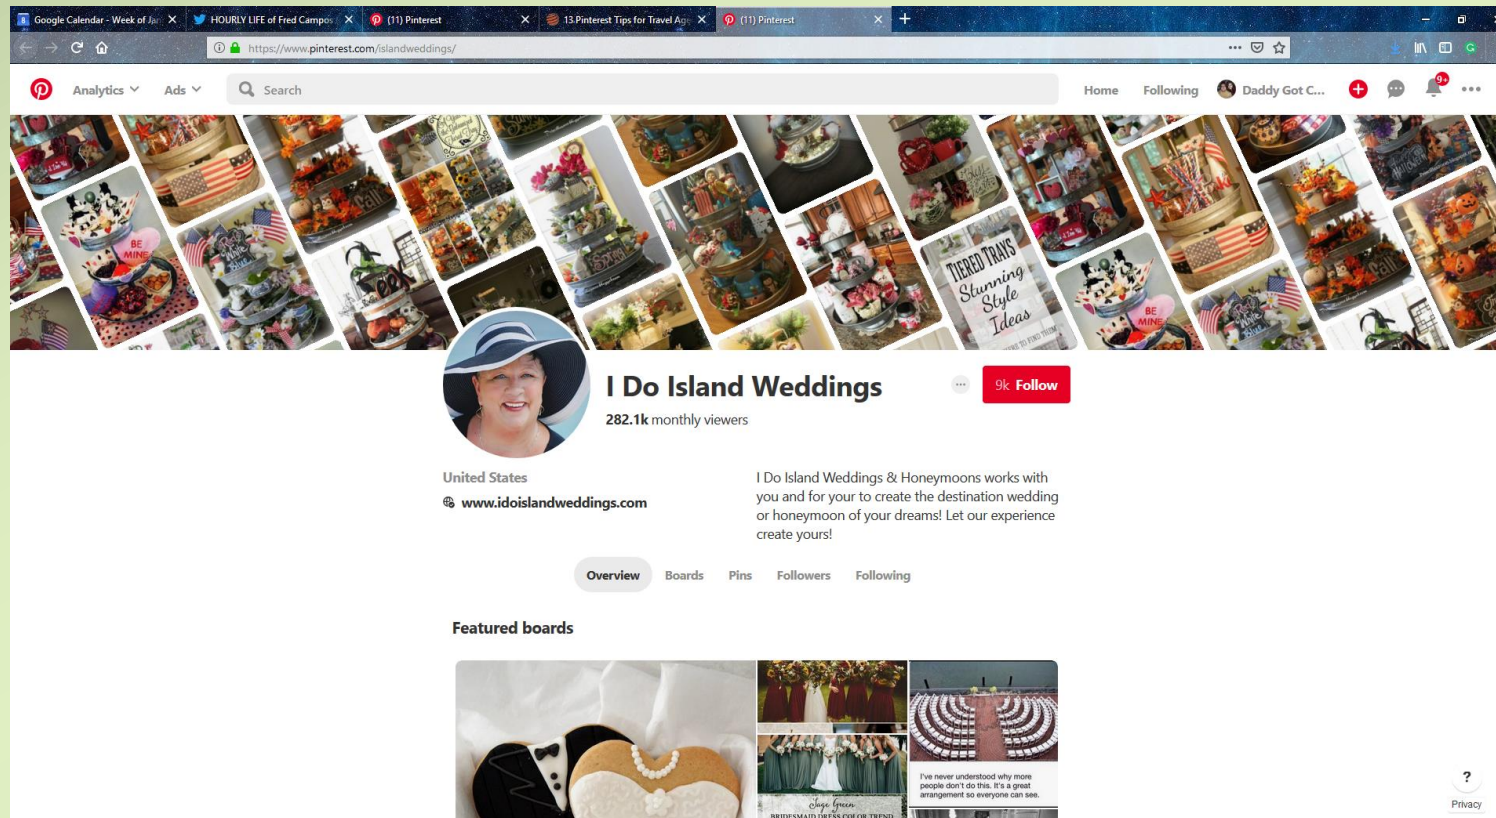 8 Google Calendar - Week of Jan
HOURLY LIFE of Fred Campos
(11) Pinterest
13 Pinterest Tips for Travel Age
(11) Pinterest
https://www.pinterest.com/islandweddings/
Analytics
Ads
Search
Home
Following
Daddy Got C...
9+
BE
MINE
Spring
TIERED TRAYS
Stunning
Style
Ideas
BE
MINE
I Do Island Weddings
9k Follow
282.1k monthly viewers
United States
www.idoislandweddings.com
I Do Island Weddings & Honeymoons works with
you and for your to create the destination wedding
or honeymoon of your dreams! Let our experience
create yours!
Overview
Boards
Pins
Followers
Following
Featured boards
I've never understood why more
people don't do this. It's a great
arrangement so everyone can see.
Sage Green
BRIDESMAID DRESS COLOR TREND
?
Privacy